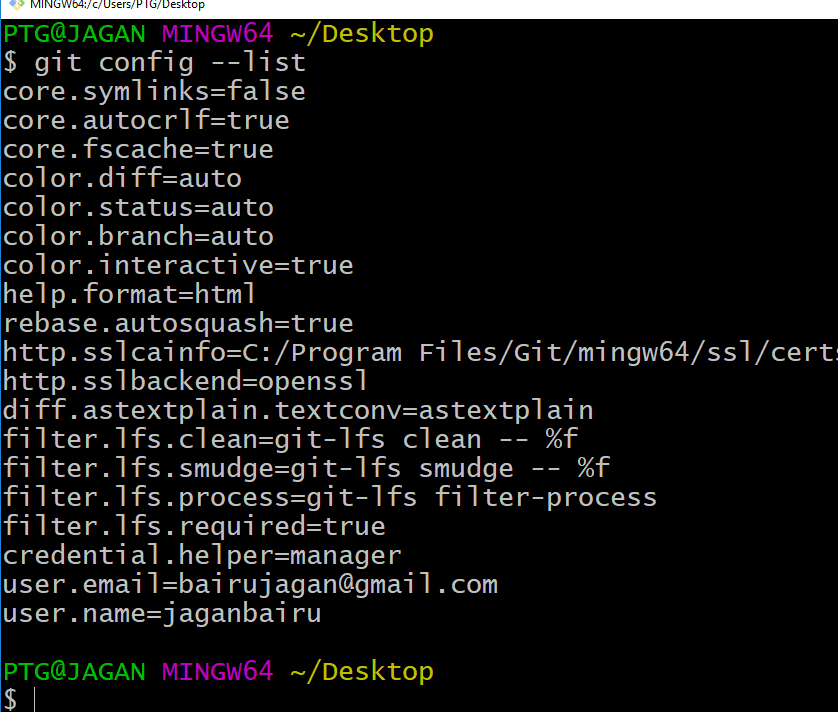 MINGW64:/c/Users/PTG/Desktop
PTG@JAGAN MINGW64 ~/Desktop
$ git config --list
core.symlinks=false
core.autocrlf=true
core.fscache=true
color.diff=auto
color.status=auto
color.branch=auto
color.interactive=true
help.format=html
rebase.autosquash=true
http.sslcainfo=C:/Program Files/Git/mingw64/ssl/certs
http.sslbackend=openssl
diff.astextplain.textconv=astextplain
filter.lfs.clean=git-lfs clean -- %f
filter.lfs.smudge=git-lfs smudge -- %f
filter.lfs.process=git-lfs filter-process
filter.lfs.required=true
credential.helper=manager
user.email=bairujagan@gmail.com
user.name=jaganbairu
PTG@JAGAN MINGW64 ~/Desktop
$